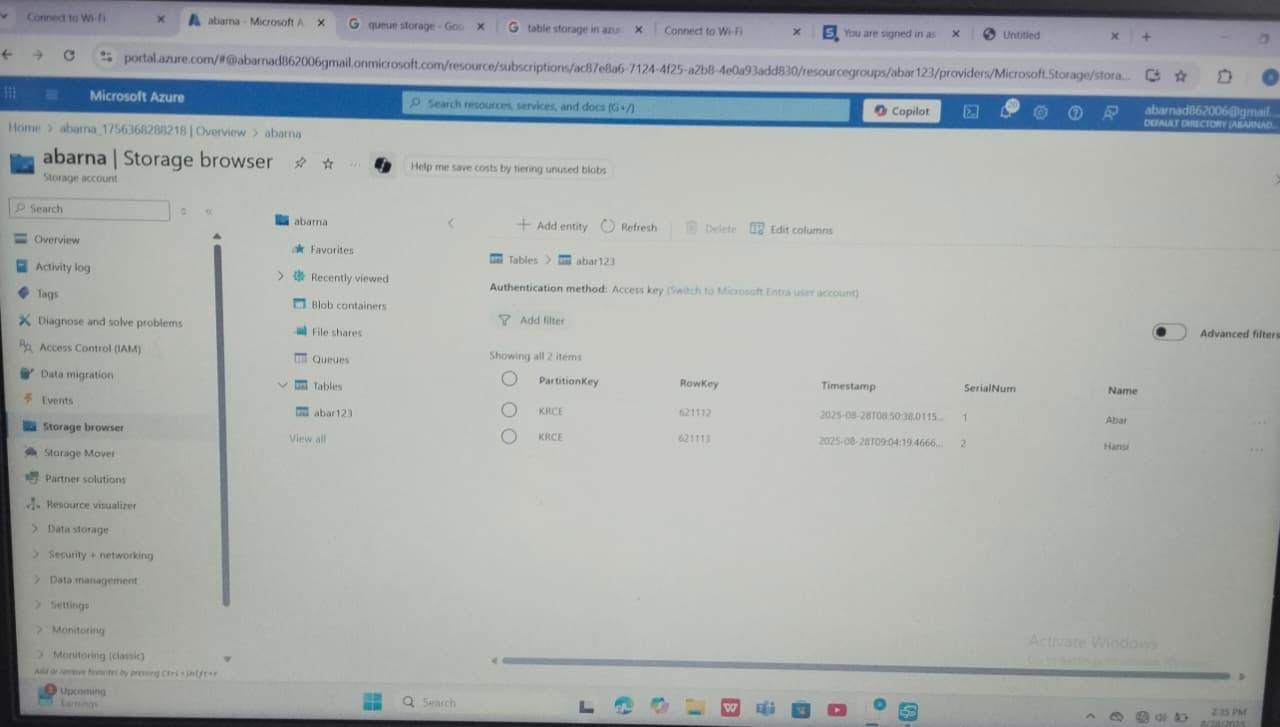 Connect to Wi-Fi
abarna - Microsoft A
queue storage - Goo
table storage in azu
Connect to Wi-Fi
You are signed in as
Untitled
portal.azure.com/#@abarnad862006gmail.onmicrosoft.com/resource/subscriptions/ac87e8a6-7124-4f25-a2b8-4e0a93add830/resourcegroups/abar123/providers/Microsoft.Storage/stora...
Microsoft Azure
Search resources, services, and docs (G+/)
Copilot
20
abarnad862006@gmail....
DEFAULT DIRECTORY (ABARNAD...
Home > abarna_1756368288218 | Overview > abarna
abarna | Storage browser
Storage account
Help me save costs by tiering unused blobs
Search
Overview
Activity log
Tags
Diagnose and solve problems
Access Control (IAM)
Data migration
Events
Storage browser
Storage Mover
Partner solutions
Resource visualizer
Data storage
Security + networking
Data management
Settings
Monitoring
Monitoring (classic)
Add or remove favorites by pressing Ctrl+Shift+F
abarna
Favorites
Recently viewed
Blob containers
File shares
Queues
Tables
abar123
View all
Add entity Refresh Delete Edit columns
Tables > abar123
Authentication method: Access key (Switch to Microsoft Entra user account)
Add filter
Advanced filters
Showing all 2 items
PartitionKey RowKey Timestamp SerialNum Name
KRCE 621112 2025-08-28T08:50:38.0115... 1 Abar ...
KRCE 621113 2025-08-28T09:04:19.4666... 2 Hansi ...
Activate Windows
Upcoming
Earnings
Search
2:35 PM